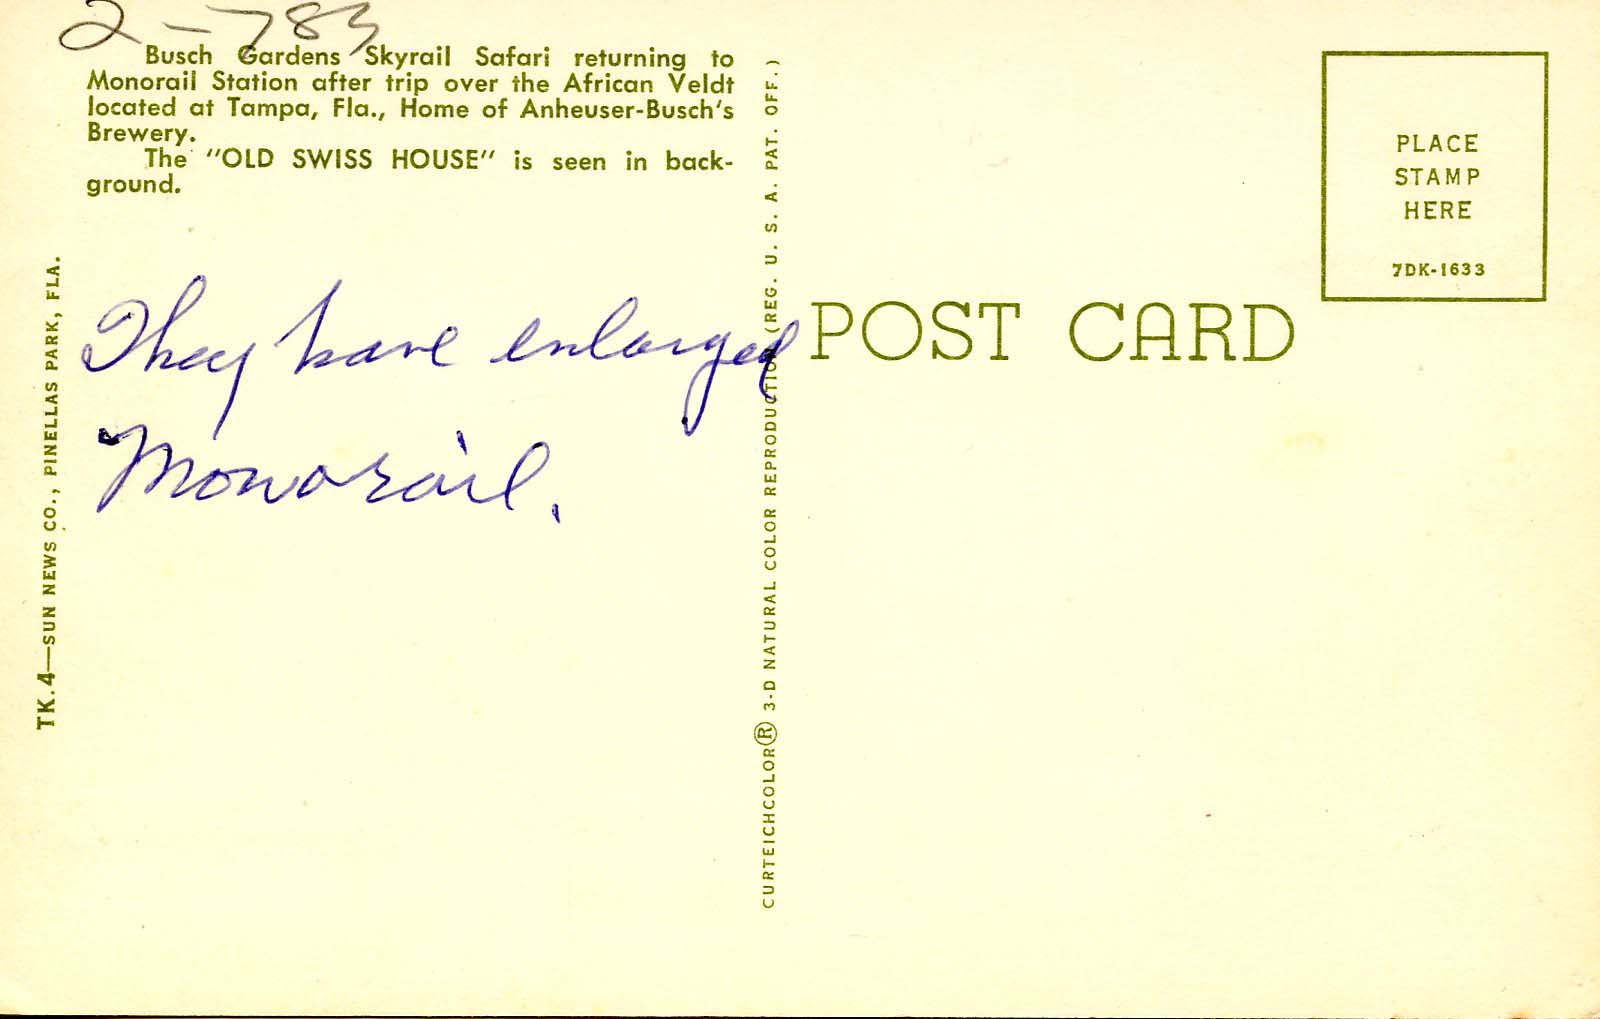 2-783
Busch Gardens Skyrail Safari returning to
Monorail Station after trip over the African Veldt
located at Tampa, Fla., Home of Anheuser-Busch's
Brewery.
The "OLD SWISS HOUSE" is seen in back-
ground.
They have enlarged
Monorail.
TK.4—SUN NEWS CO., PINELLAS PARK, FLA.
CURTEICHCOLOR® 3-D NATURAL COLOR REPRODUCTION (REG. U. S. A. PAT. OFF.)
POST CARD
PLACE
STAMP
HERE
7DK-1633